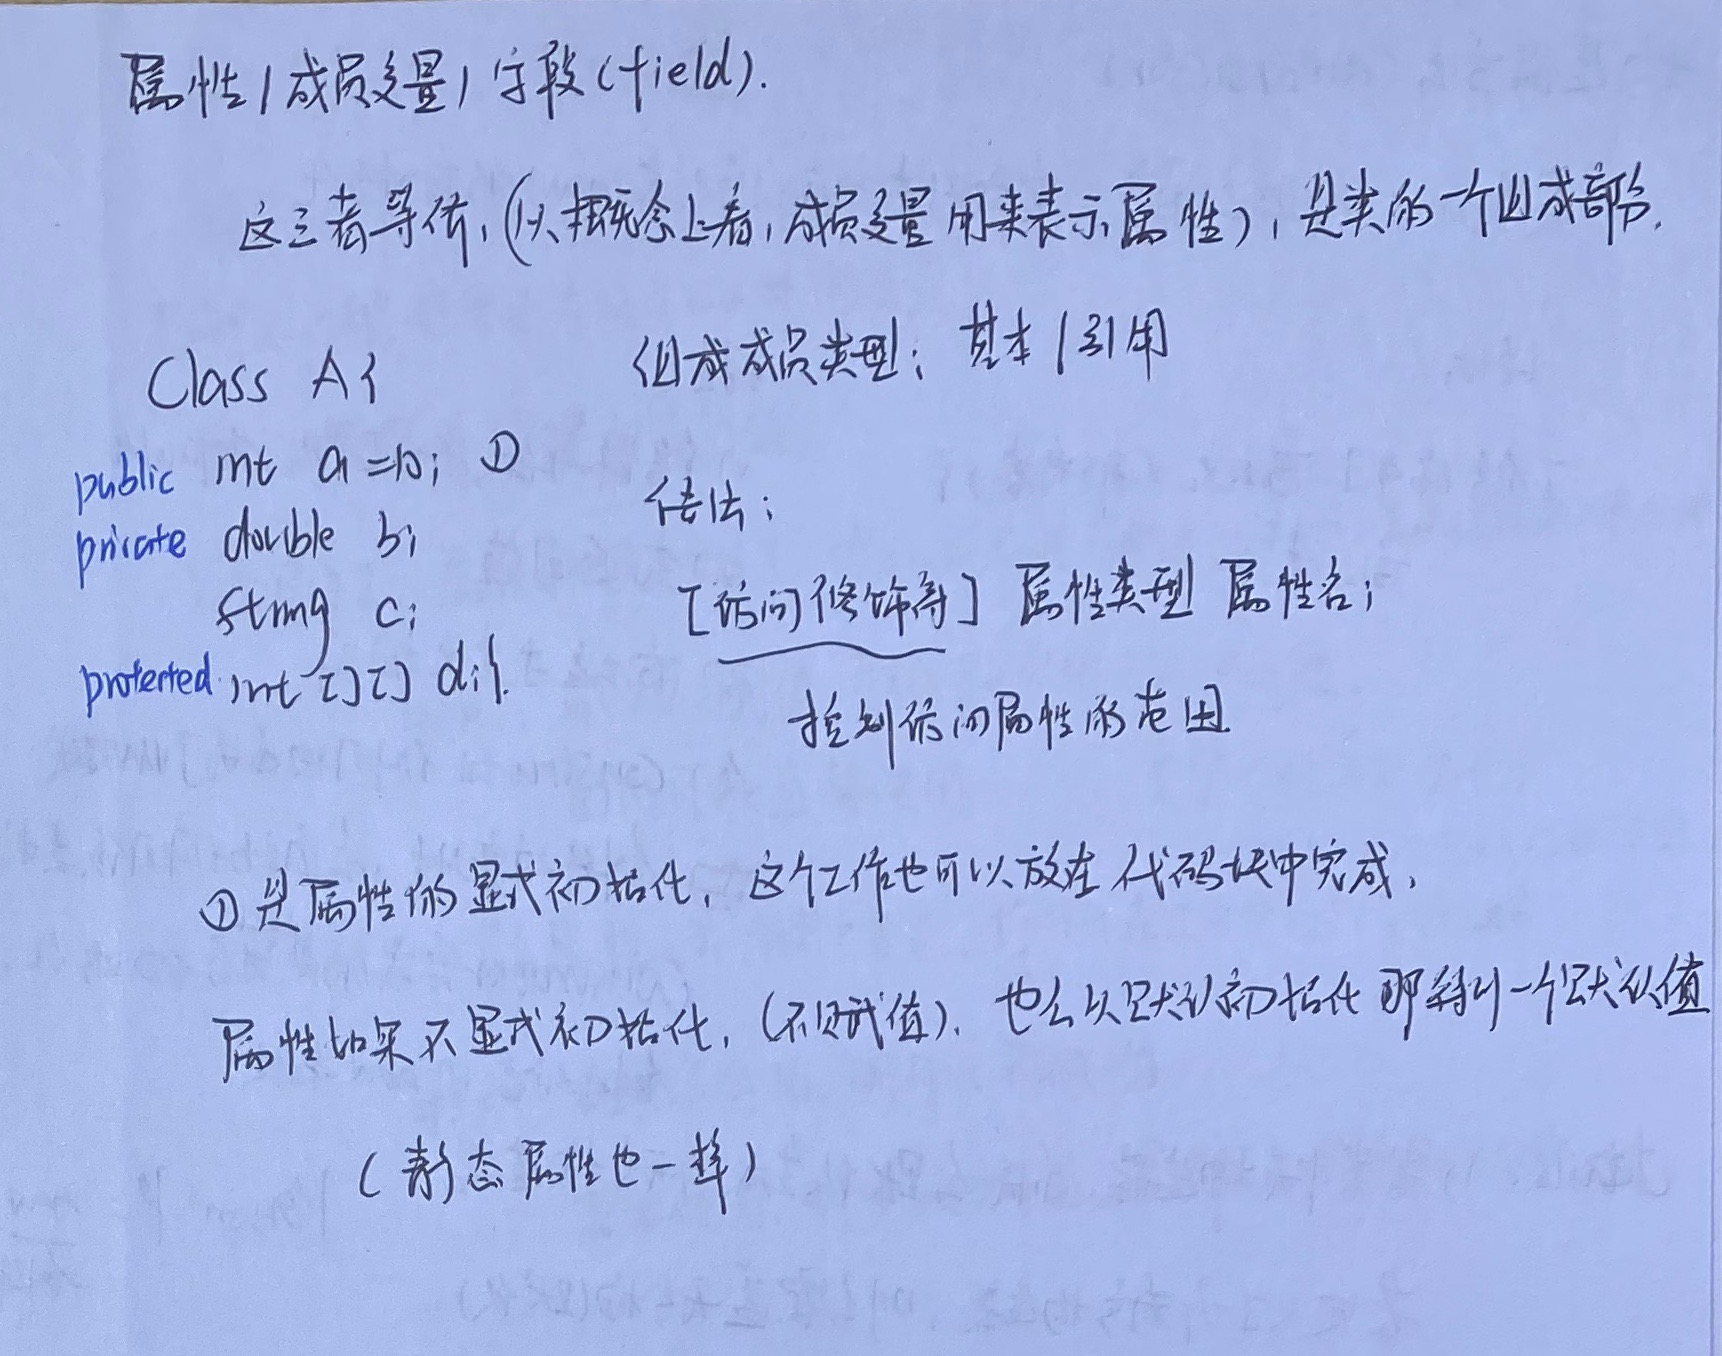 属性/成员变量/字段(field).
这三者等价,(从概念上看,成员变量用来表示属性),是类的一个组成部分.
Class A{
组成成员类型: 基本/引用
public int a=10; ①
private double b;
语法:
string c;
[访问修饰符] 属性类型 属性名;
protected int [][] d;}.
控制访问属性的范围
①是属性的显式初始化, 这个工作也可以放在代码块中完成.
属性如果不显式初始化, (不赋值). 也会以默认初始化 即得到一个默认值
(静态属性也一样)